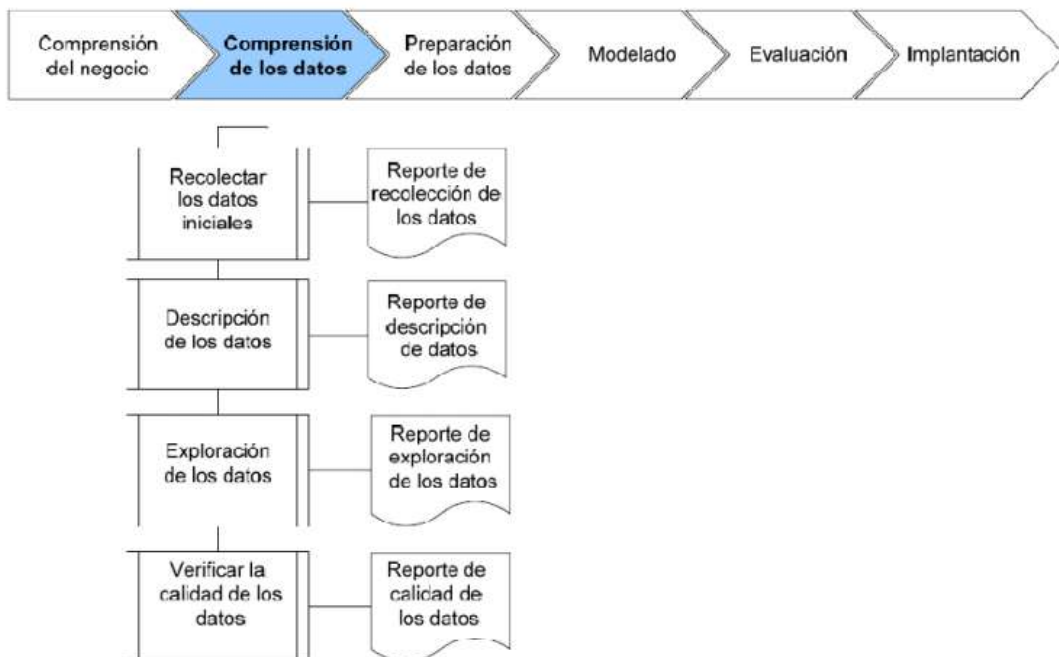 Comprensión
del negocio
Comprensión
de los datos
Preparación
de los datos
Modelado
Evaluación
Implantación
Recolectar
los datos
iniciales
Reporte de
recolección de
los datos
Descripción
de los datos
Reporte de
descripción
de datos
Exploración
de los datos
Reporte de
exploración
de los datos
Verificar la
calidad de los
datos
Reporte de
calidad de
los datos